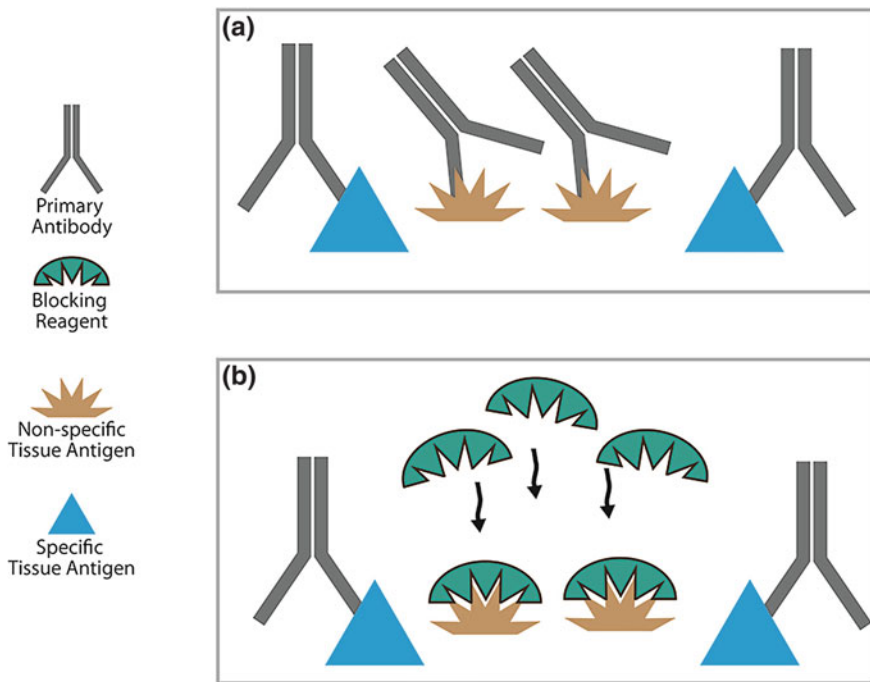 (a)
Primary
Antibody
Blocking
Reagent
Non-specific
Tissue Antigen
Specific
Tissue Antigen
(b)